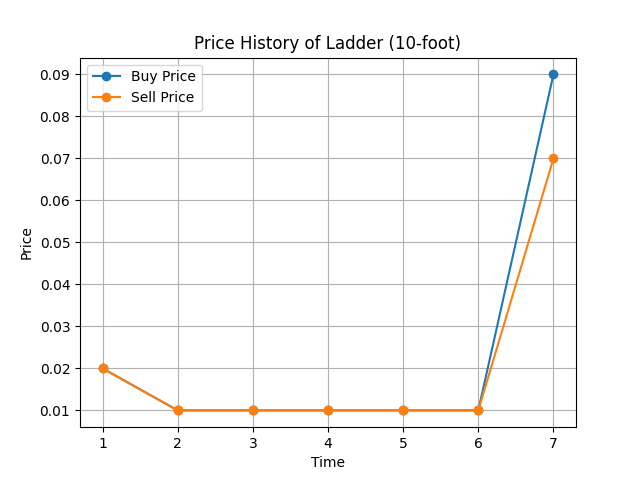 Price History of Ladder (10-foot)
Buy Price
Sell Price
0.09
0.08
0.07
0.06
0.05
0.04
0.03
0.02
0.01
Price
1 2 3 4 5 6 7
Time